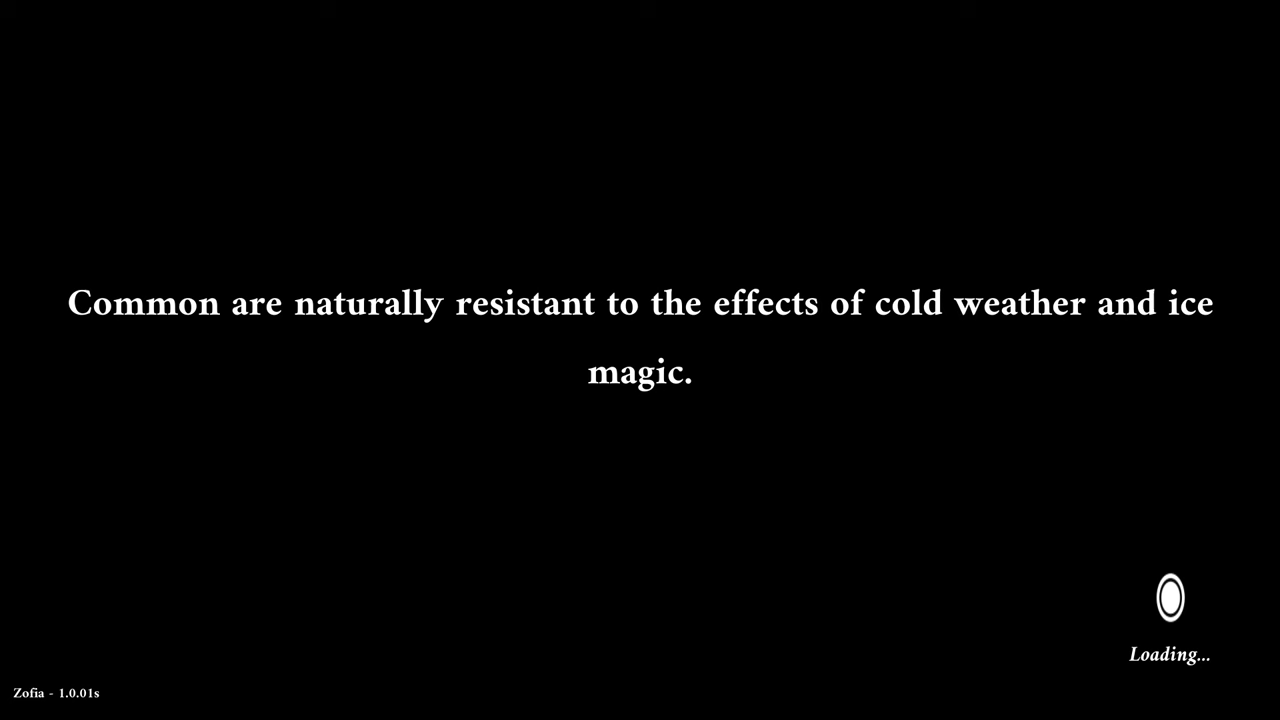 Common are naturally resistant to the effects of cold weather and ice
magic.
Loading...
Zofia - 1.0.01s